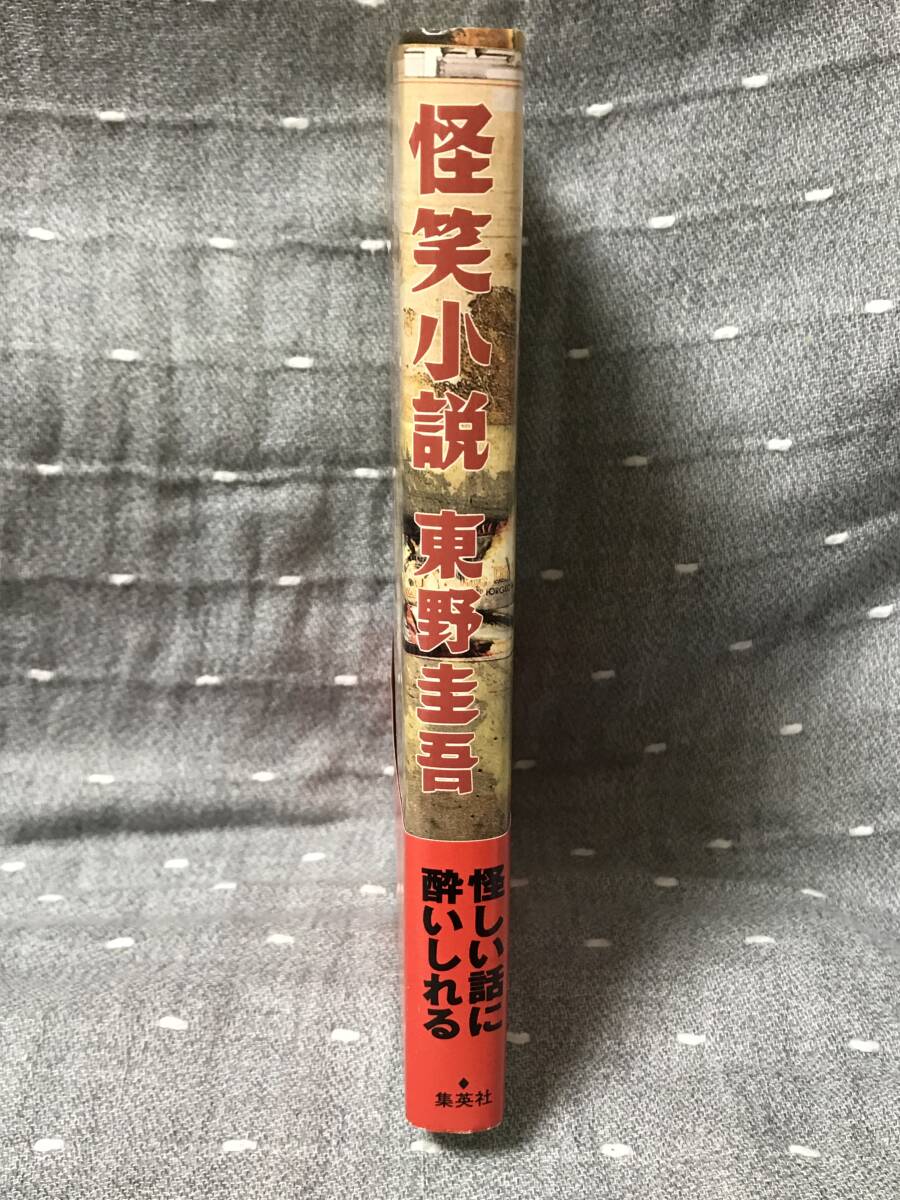 怪笑小説
東野圭吾
怪しい話に
酔いしれる
集英社